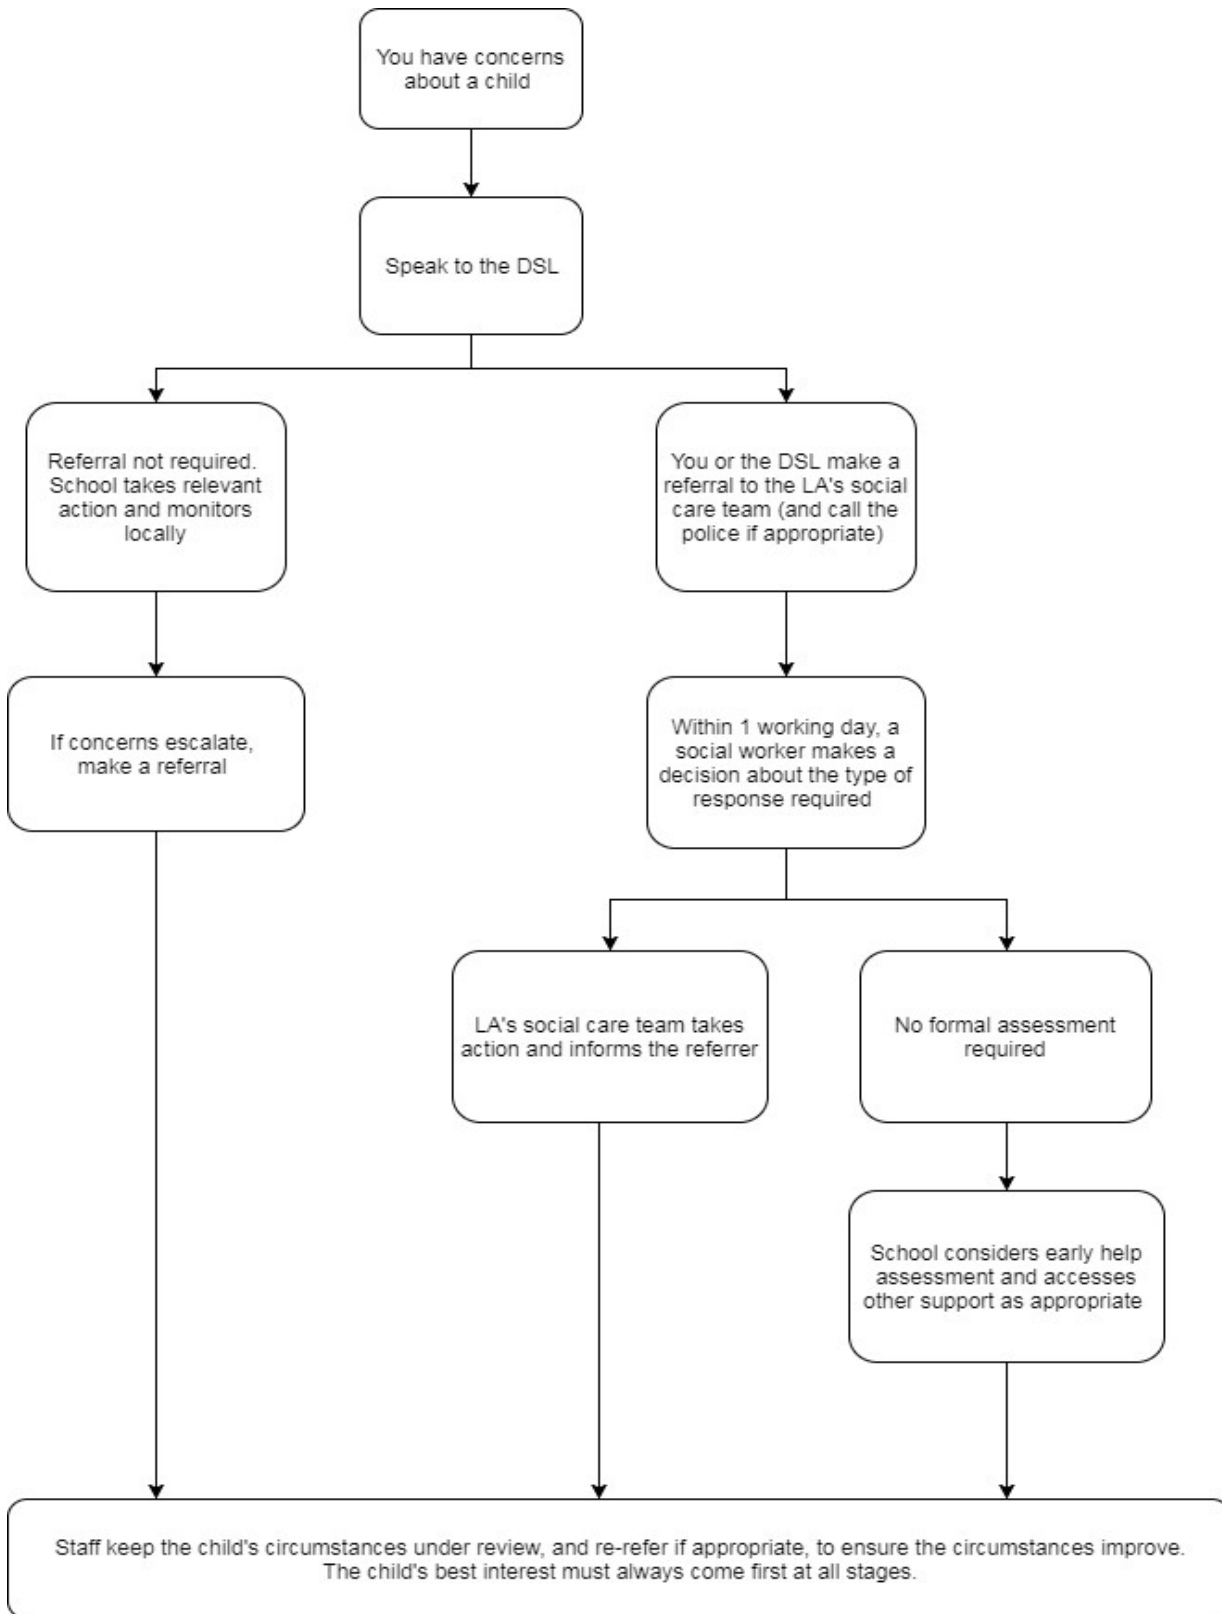 You have concerns
about a child
Speak to the DSL
Referral not required.
School takes relevant
action and monitors
locally
You or the DSL make a
referral to the LA's social
care team (and call the
police if appropriate)
If concerns escalate,
make a referral
Within 1 working day, a
social worker makes a
decision about the type of
response required
LA's social care team takes
action and informs the referrer
No formal assessment
required
School considers early help
assessment and accesses
other support as appropriate
Staff keep the child's circumstances under review, and re-refer if appropriate, to ensure the circumstances improve.
The child's best interest must always come first at all stages.